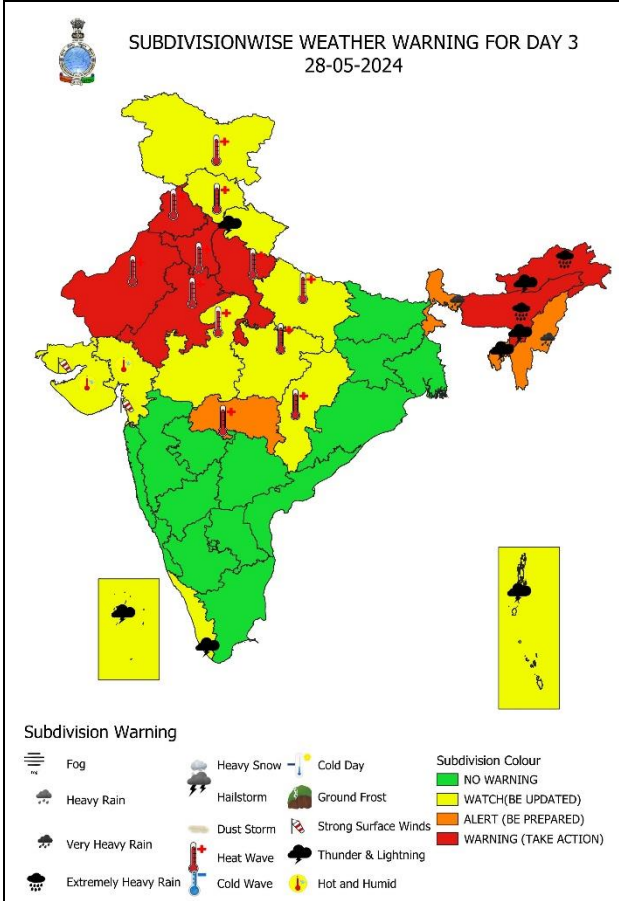 SUBDIVISIONWISE WEATHER WARNING FOR DAY 3
28-05-2024
Subdivision Warning
Fog
Heavy Rain
Very Heavy Rain
Extremely Heavy Rain
Heavy Snow
Hailstorm
Dust Storm
Heat Wave
Cold Wave
Cold Day
Ground Frost
Strong Surface Winds
Thunder & Lightning
Hot and Humid
Subdivision Colour
NO WARNING
WATCH(BE UPDATED)
ALERT (BE PREPARED)
WARNING (TAKE ACTION)